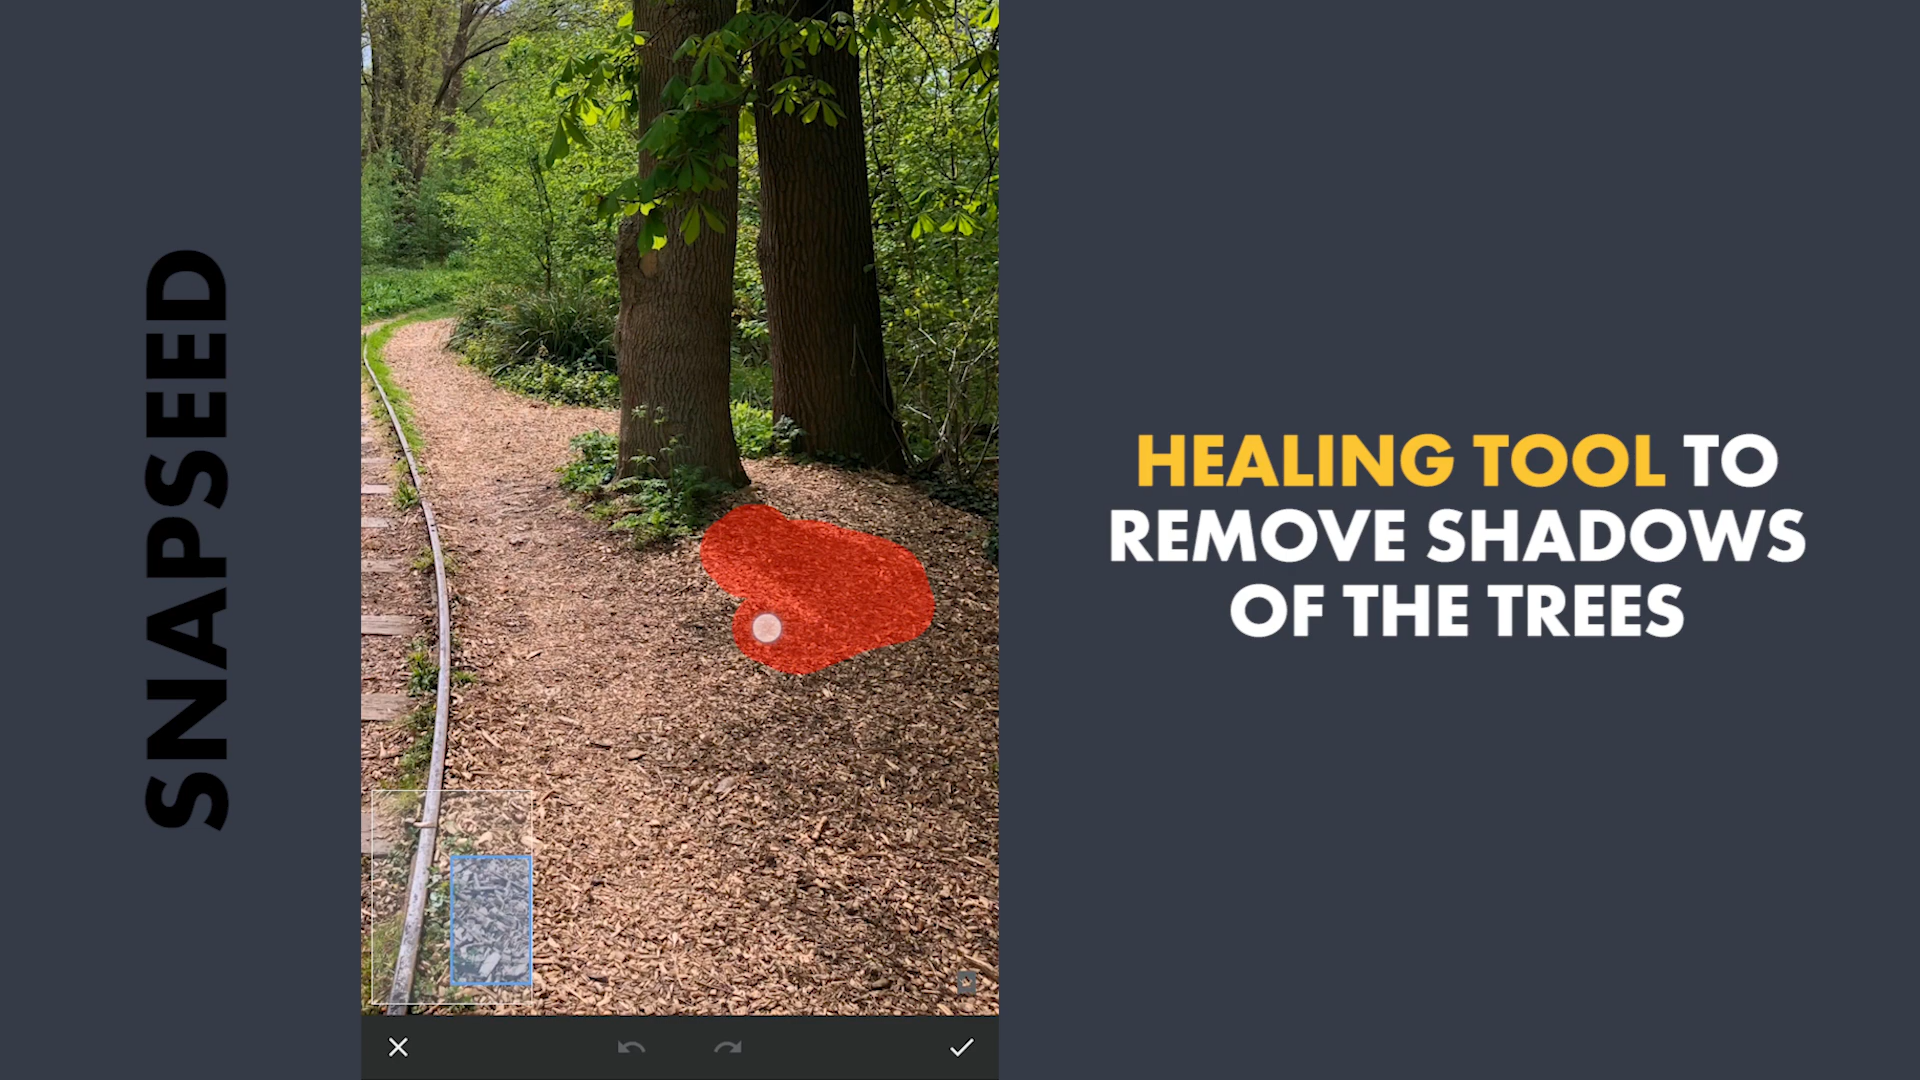 SNAPSEED
HEALING TOOL TO
REMOVE SHADOWS
OF THE TREES